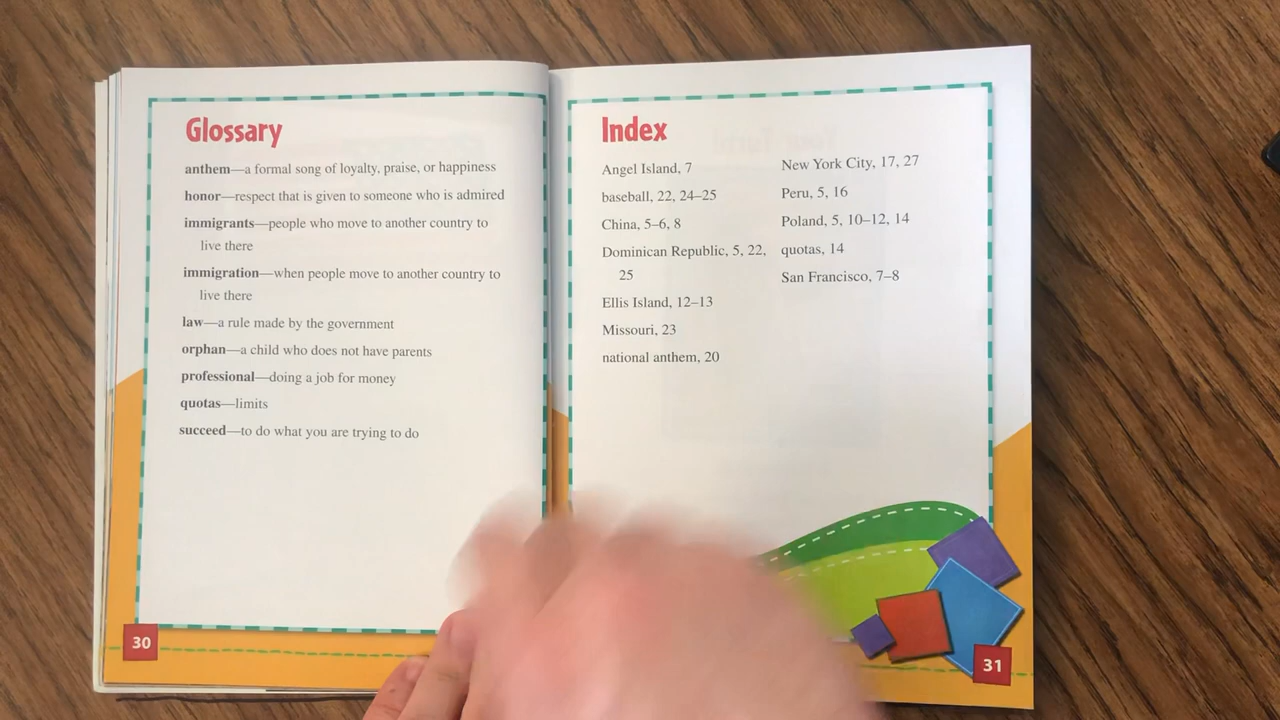 Glossary
anthem—a formal song of loyalty, praise, or happiness
honor—respect that is given to someone who is admired
immigrants—people who move to another country to
live there
immigration—when people move to another country to
live there
law—a rule made by the government
orphan—a child who does not have parents
professional—doing a job for money
quotas—limits
succeed—to do what you are trying to do
30
Index
Angel Island, 7
baseball, 22, 24–25
China, 5–6, 8
Dominican Republic, 5, 22,
25
Ellis Island, 12–13
Missouri, 23
national anthem, 20
New York City, 17, 27
Peru, 5, 16
Poland, 5, 10–12, 14
quotas, 14
San Francisco, 7–8
31